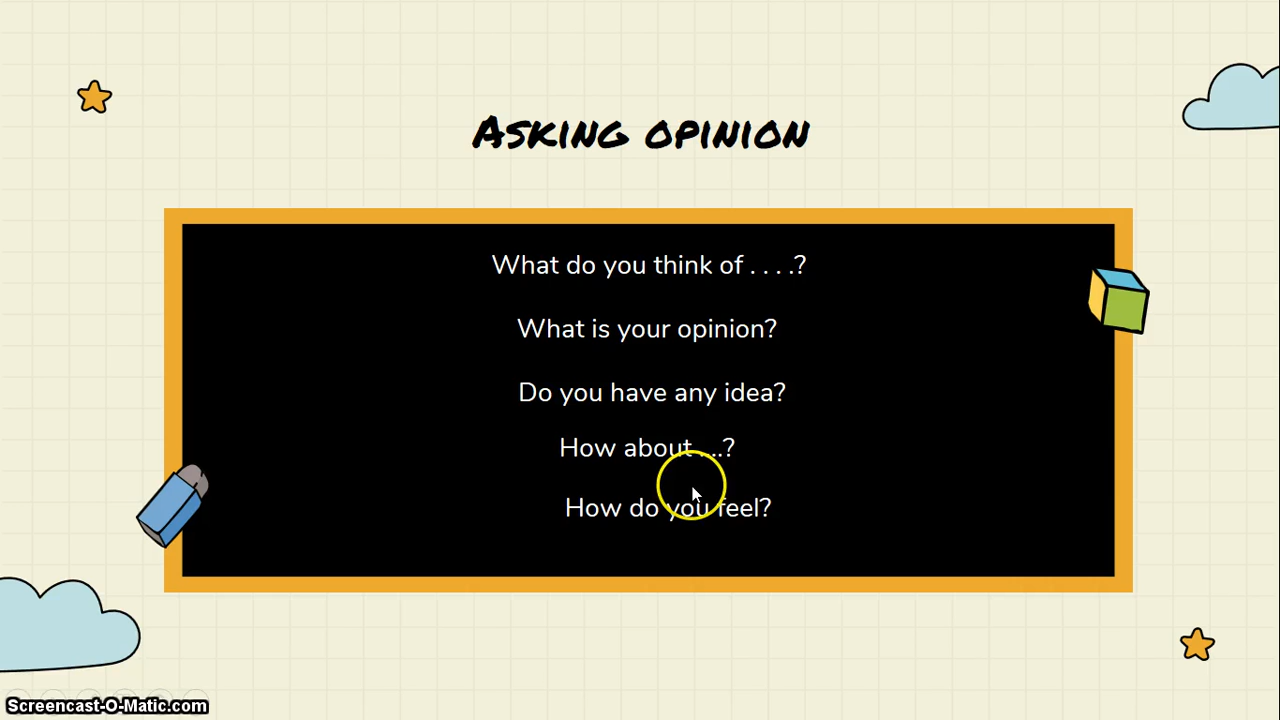 Asking opinion
What do you think of . . . .?
What is your opinion?
Do you have any idea?
How about ....?
How do you feel?
Screencast-O-Matic.com